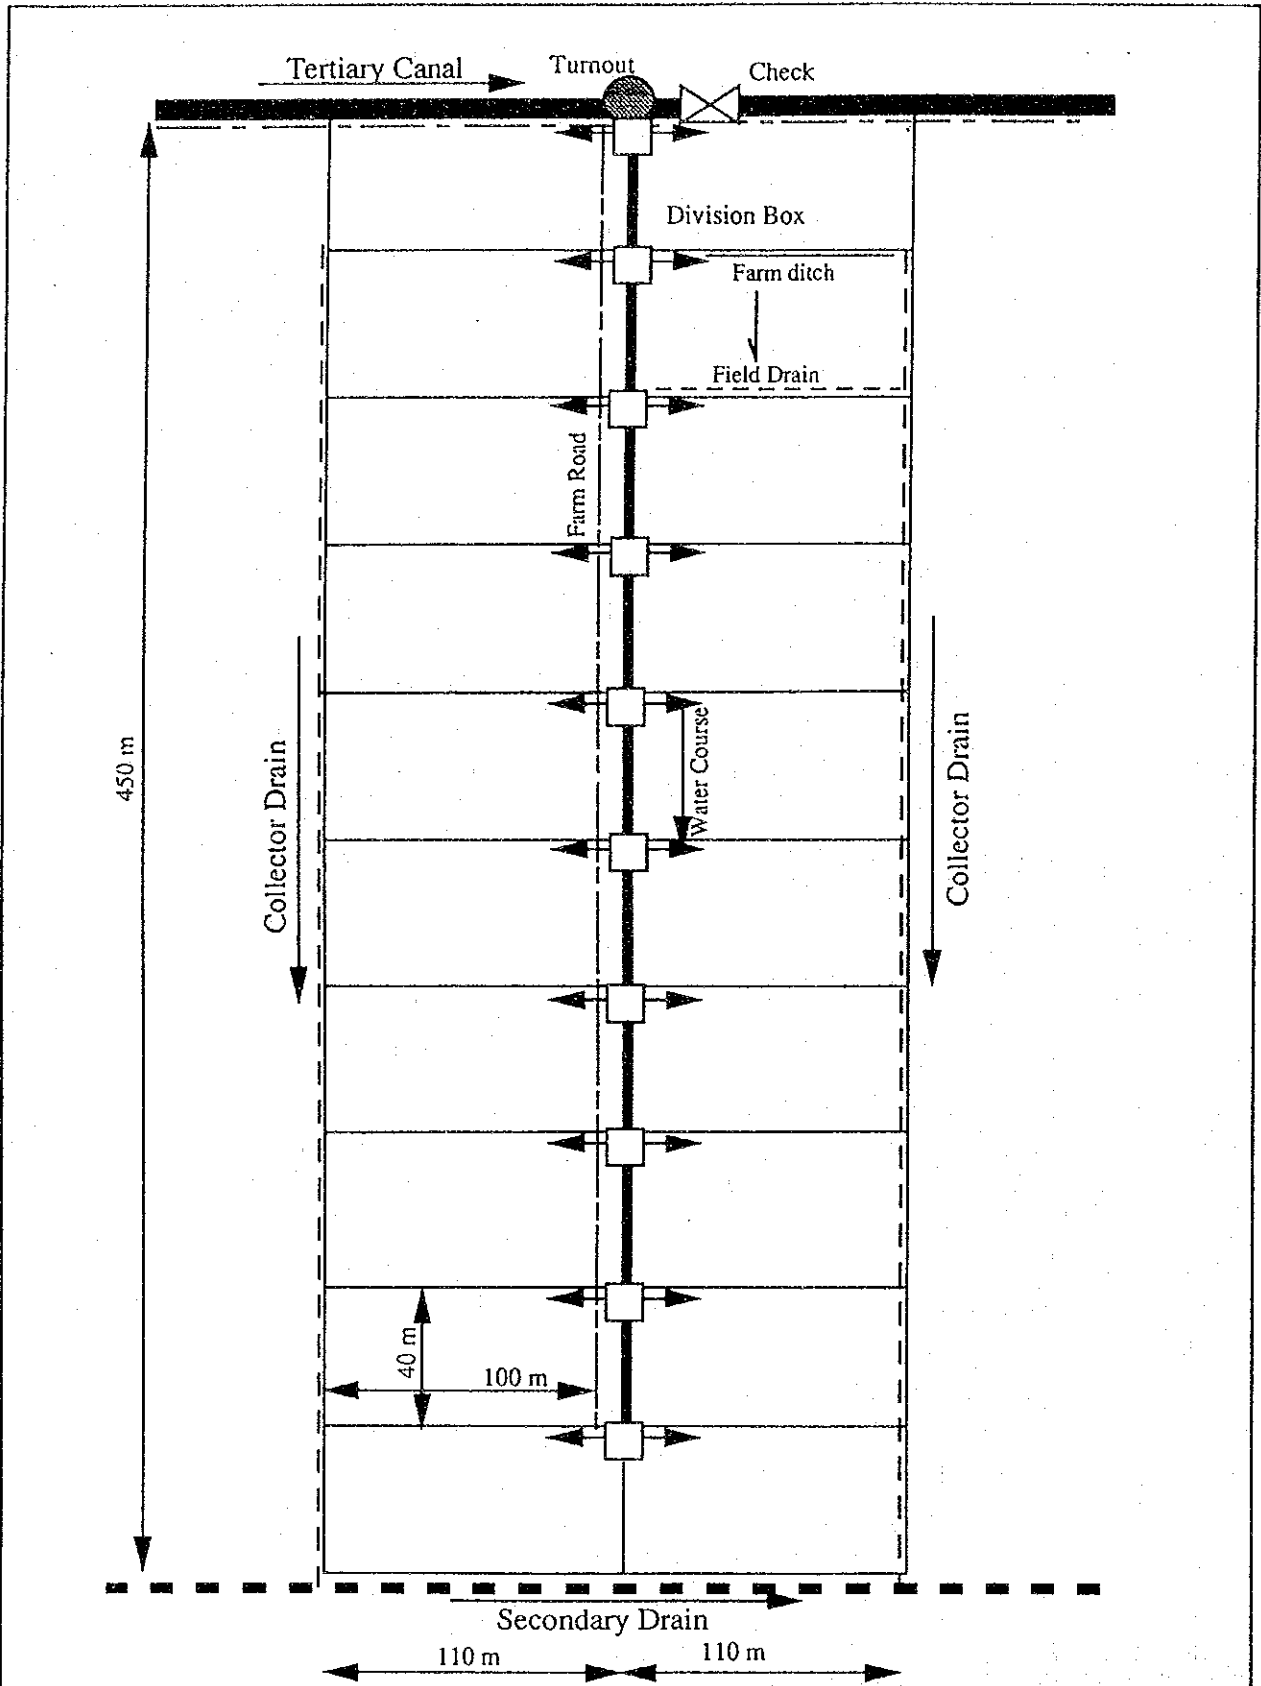 Tertiary Canal
Turnout
Check
Division Box
Farm ditch
Field Drain
Farm Road
450 m
Collector Drain
Water Course
Collector Drain
40 m
100 m
Secondary Drain
110 m
110 m